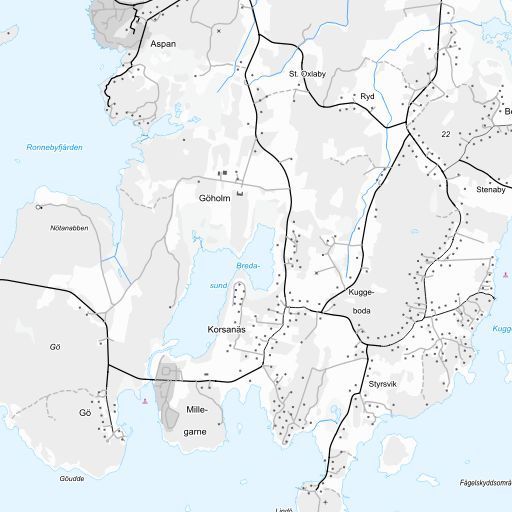 Aspan
St. Oxlaby
Ryd
22
Ronnebyfjärden
Stenaby
Göholm
Nötanabben
Breda-
sund
Kugge-
boda
Korsanäs
Gö
Styrsvik
Gö
Mille-
garne
Göudde